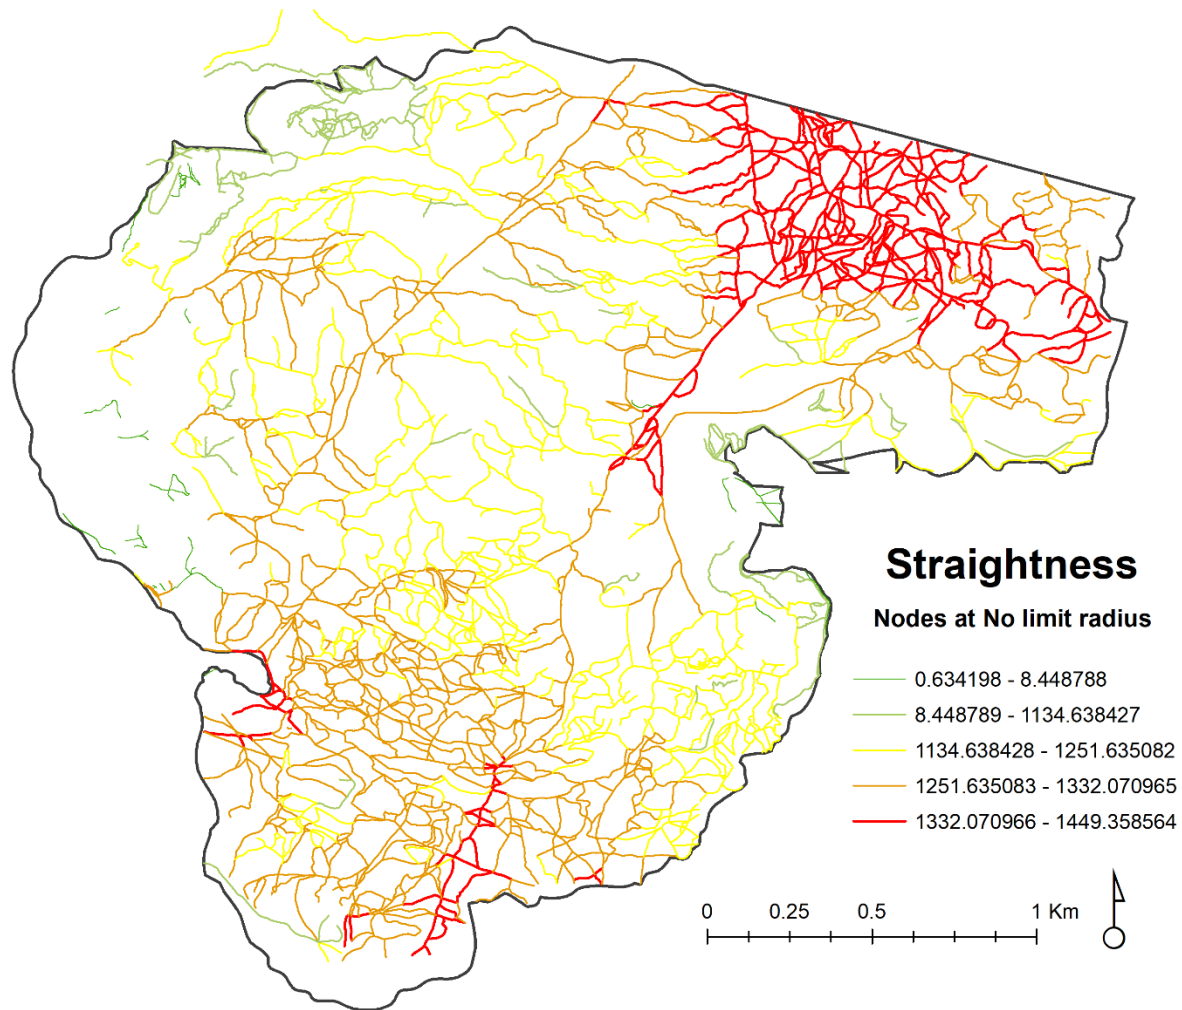 Straightness
Nodes at No limit radius
0.634198 - 8.448788
8.448789 - 1134.638427
1134.638428 - 1251.635082
1251.635083 - 1332.070965
1332.070966 - 1449.358564
0 0.25 0.5 1 Km